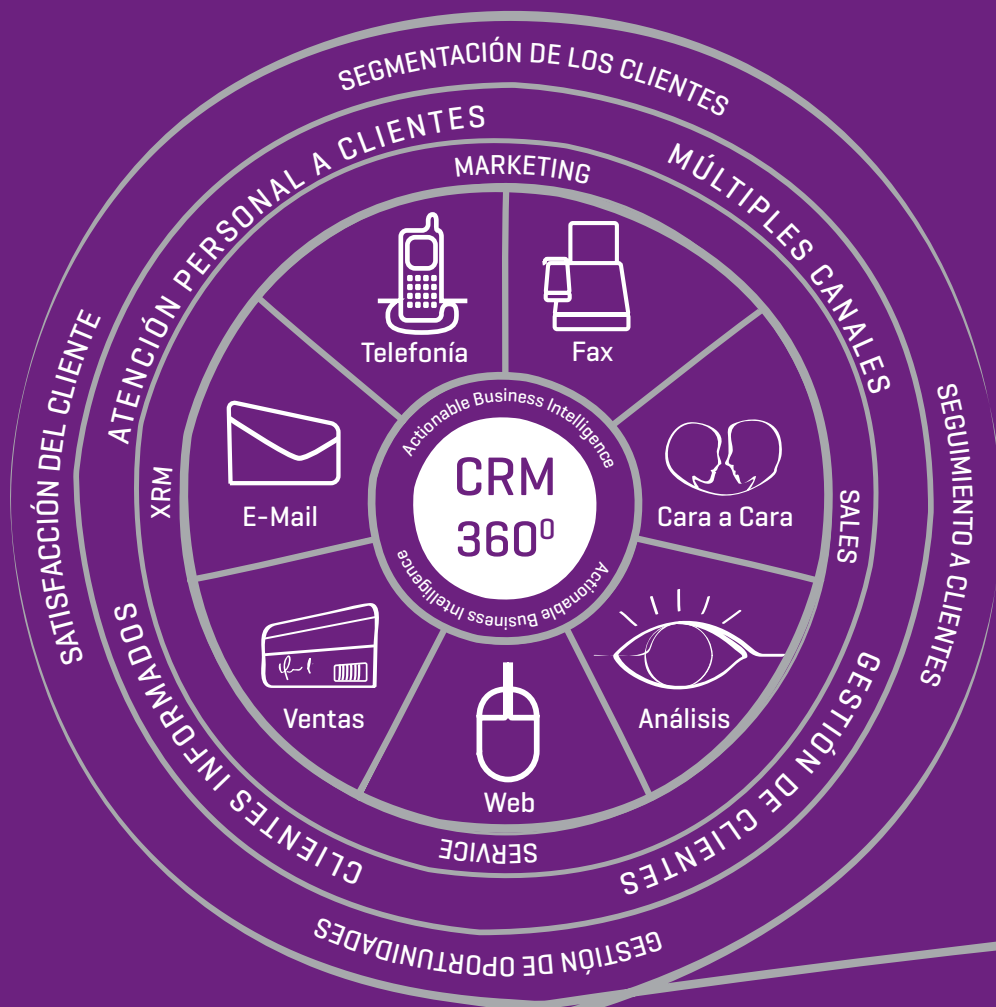 SEGMENTACIÓN DE LOS CLIENTES
ATENCIÓN PERSONAL A CLIENTES
MÚLTIPLES CANALES
MARKETING
Telefonía
Fax
SATISFACCIÓN DEL CLIENTE
SEGUIMIENTO A CLIENTES
XRM
E-Mail
Actionable Business Intelligence
CRM
360⁰
Actionable Business Intelligence
Cara a Cara
SALES
Ventas
Web
Análisis
CLIENTES INFORMADOS
SERVICE
GESTIÓN DE CLIENTES
GESTIÓN DE OPORTUNIDADES